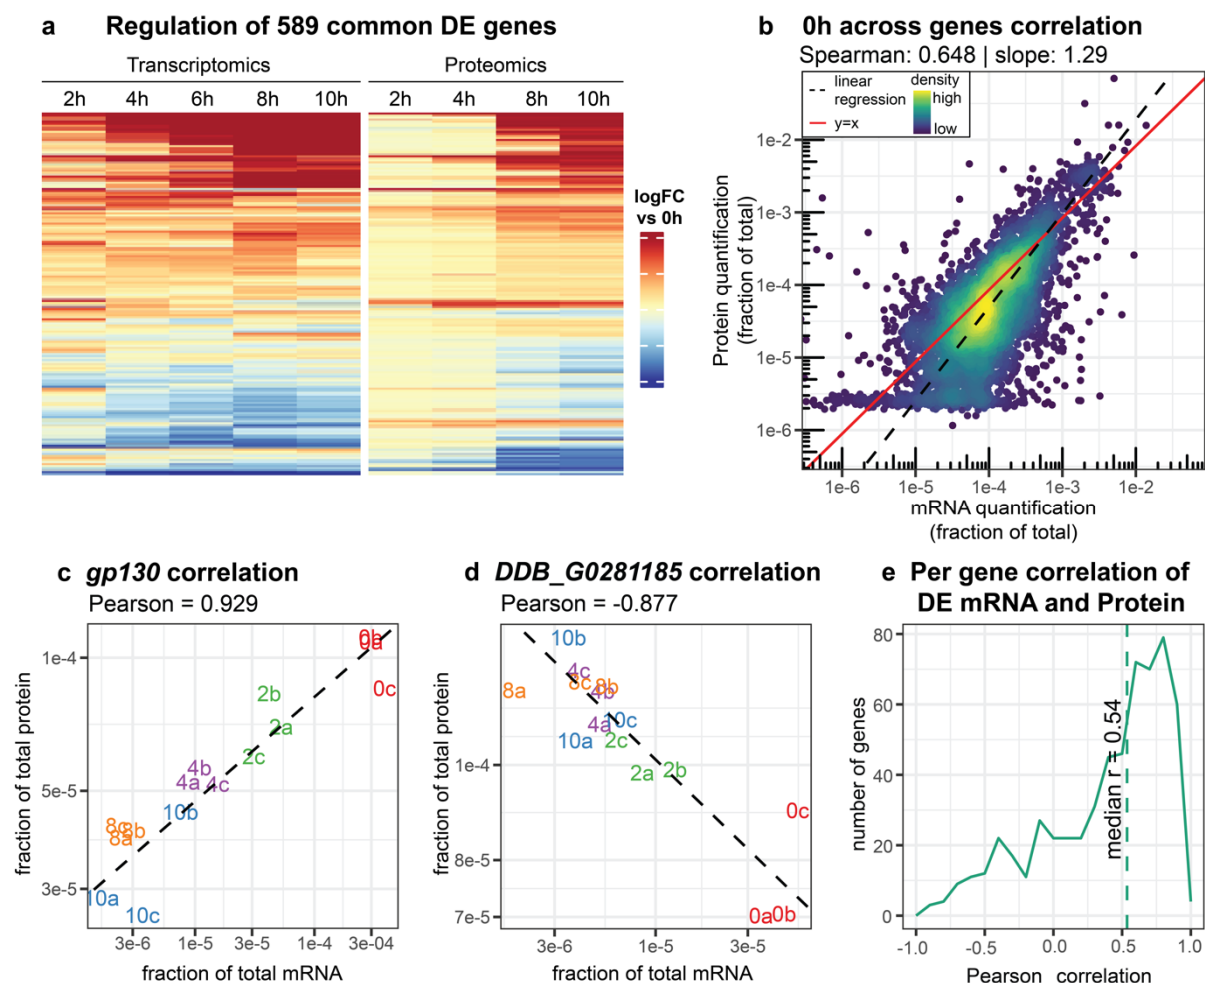 a Regulation of 589 common DE genes
Transcriptomics Proteomics
2h 4h 6h 8h 10h 2h 4h 8h 10h
logFC
vs 0h
b 0h across genes correlation
Spearman: 0.648 | slope: 1.29
linear
regression
y=x
density
high
low
Protein quantification
(fraction of total)
1e-2
1e-3
1e-4
1e-5
1e-6
1e-6 1e-5 1e-4 1e-3 1e-2
mRNA quantification
(fraction of total)
c gp130 correlation
Pearson = 0.929
fraction of total protein
1e-4
5e-5
3e-5
0b
0a
0c
2b
2a
2c
4b
4a 4c
10b
8c 8b
8a
10a
10c
3e-6 1e-5 3e-5 1e-4 3e-04
fraction of total mRNA
d DDB_G0281185 correlation
Pearson = -0.877
fraction of total protein
1e-4
8e-5
7e-5
10b
4c
8a 8c 8b
4b
4a 10c
10a 2c
2a 2b
0c
0a 0b
3e-6 1e-5 3e-5
fraction of total mRNA
e Per gene correlation of
DE mRNA and Protein
number of genes
80
60
40
20
0
median r = 0.54
-1.0 -0.5 0.0 0.5 1.0
Pearson correlation